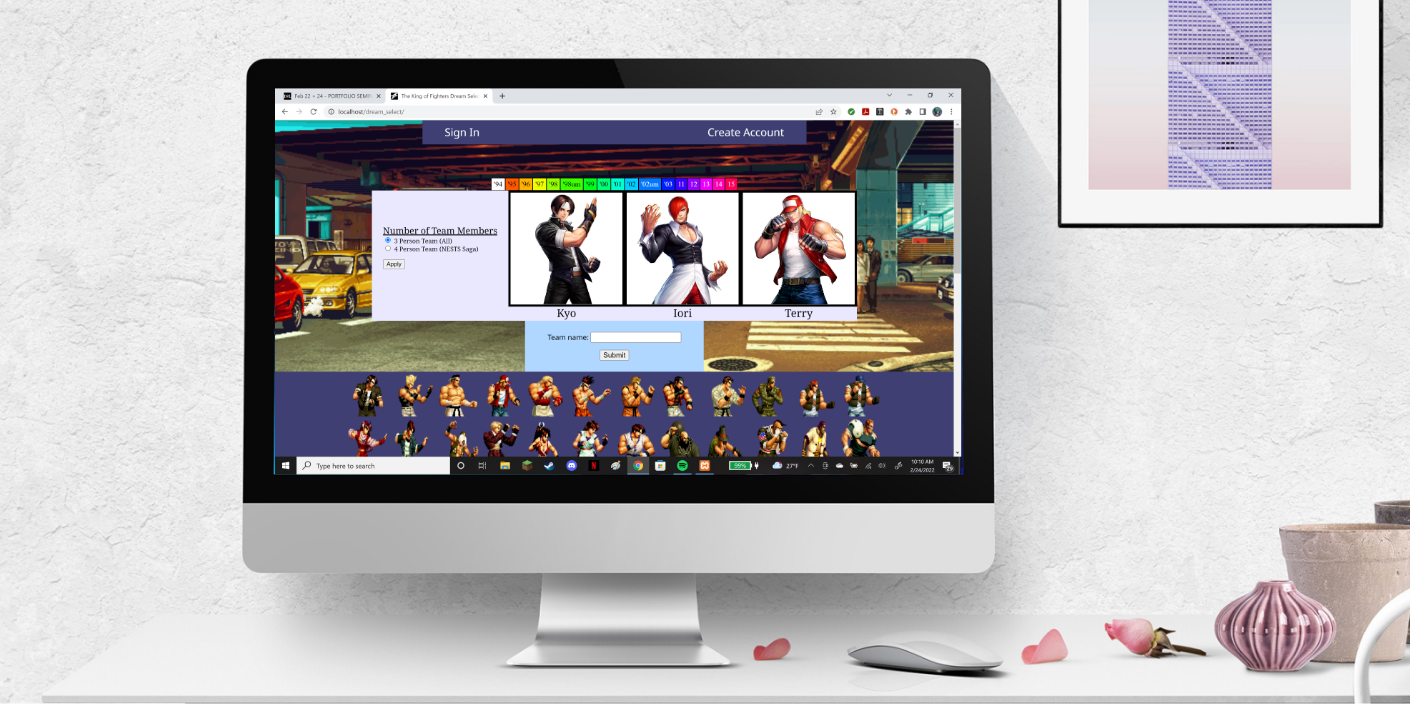 Feb 22 + 24 - PORTFOLIO SEMIN
The King of Fighters Dream Sele
localhost/dream_select/
Sign In
Create Account
'94 '95 '96 '97 '98 '98um '99 '00 '01 '02 '02um '03 11 12 13 14 15
Number of Team Members
3 Person Team (All)
4 Person Team (NESTS Saga)
Apply
Kyo
Iori
Terry
Team name:
Submit
Type here to search
99%
27°F
10:10 AM
2/24/2022